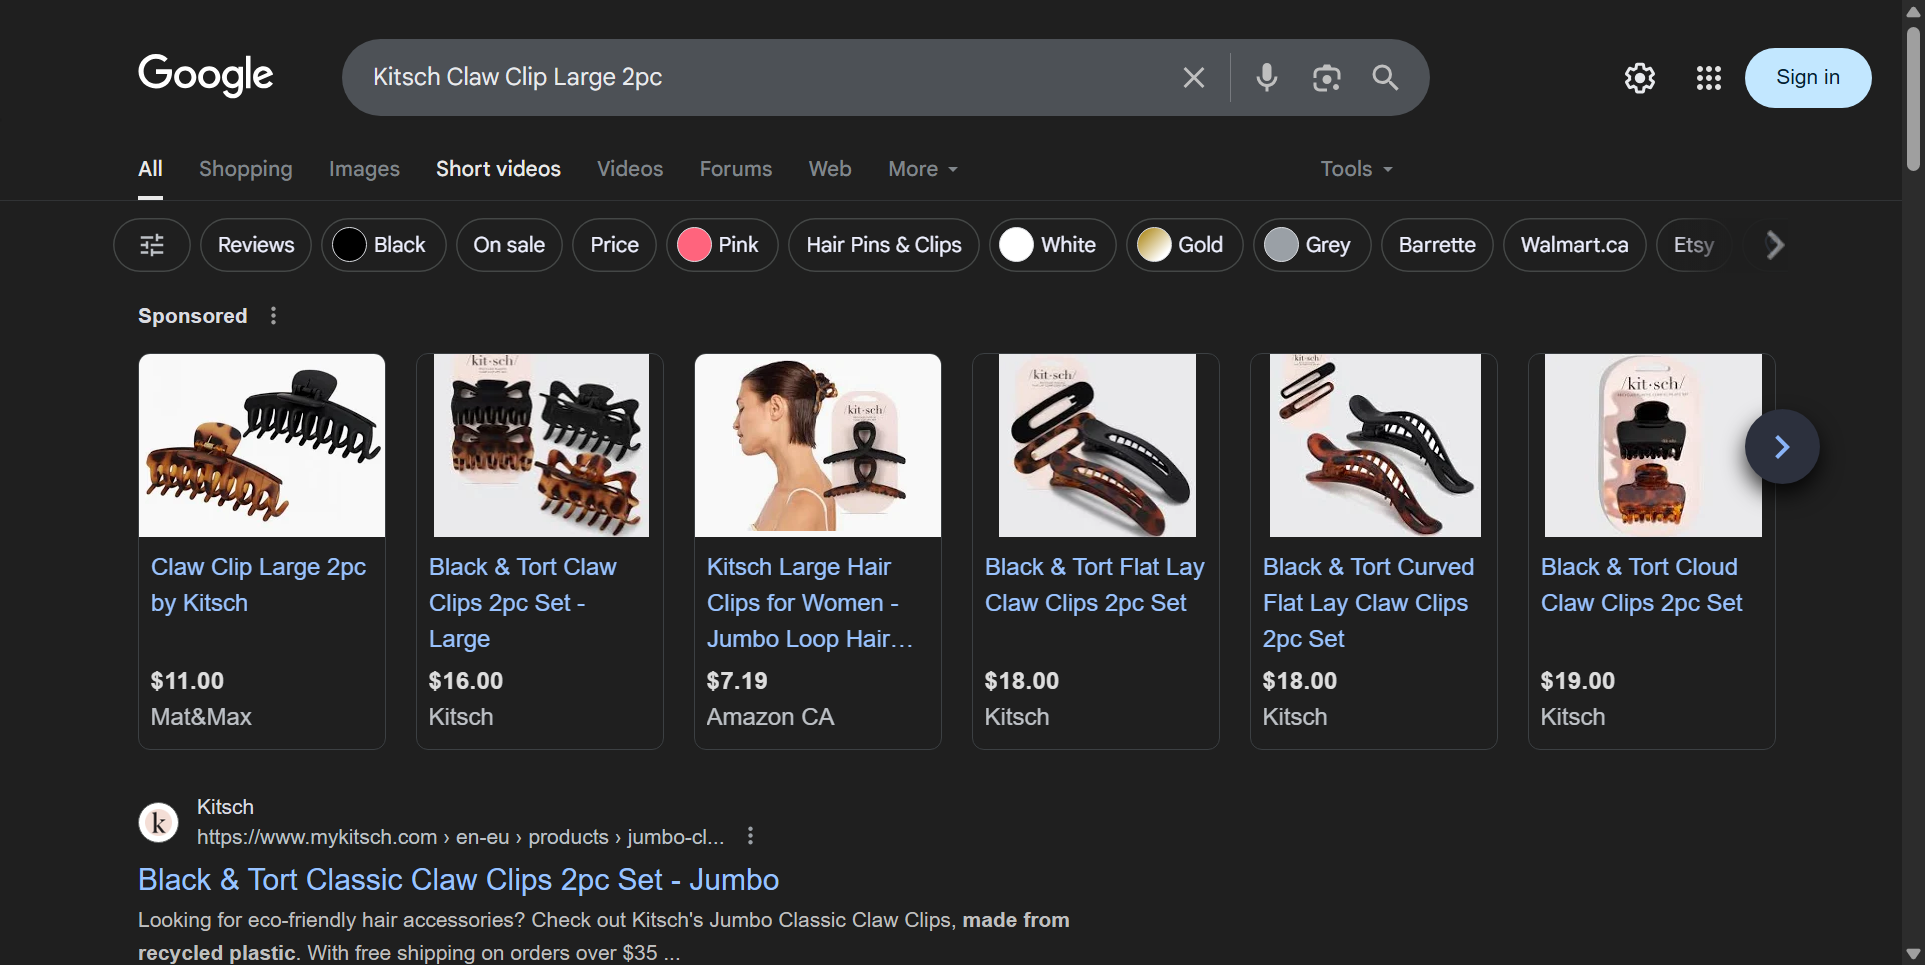 Google
Kitsch Claw Clip Large 2pc
Sign in
All
Shopping
Images
Short videos
Videos
Forums
Web
More
Tools
Reviews
Black
On sale
Price
Pink
Hair Pins & Clips
White
Gold
Grey
Barrette
Walmart.ca
Etsy
Sponsored
/kit·sch/
/kit·sch/
/kit·sch/
/kit·sch/
/kit·sch/
Claw Clip Large 2pc
by Kitsch
$11.00
Mat&Max
Black & Tort Claw
Clips 2pc Set -
Large
$16.00
Kitsch
Kitsch Large Hair
Clips for Women -
Jumbo Loop Hair...
$7.19
Amazon CA
Black & Tort Flat Lay
Claw Clips 2pc Set
$18.00
Kitsch
Black & Tort Curved
Flat Lay Claw Clips
2pc Set
$18.00
Kitsch
Black & Tort Cloud
Claw Clips 2pc Set
$19.00
Kitsch
k
Kitsch
https://www.mykitsch.com › en-eu › products › jumbo-cl...
Black & Tort Classic Claw Clips 2pc Set - Jumbo
Looking for eco-friendly hair accessories? Check out Kitsch's Jumbo Classic Claw Clips, made from
recycled plastic. With free shipping on orders over $35 ...